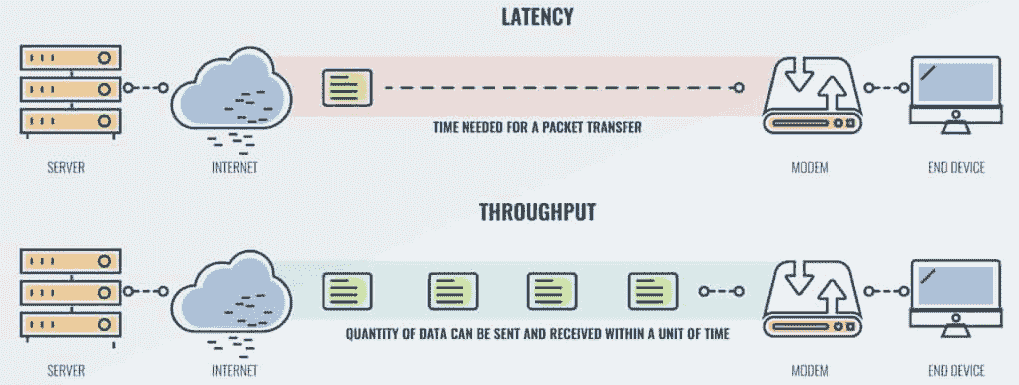 LATENCY
TIME NEEDED FOR A PACKET TRANSFER
SERVER
INTERNET
MODEM
END DEVICE
THROUGHPUT
QUANTITY OF DATA CAN BE SENT AND RECEIVED WITHIN A UNIT OF TIME
SERVER
INTERNET
MODEM
END DEVICE